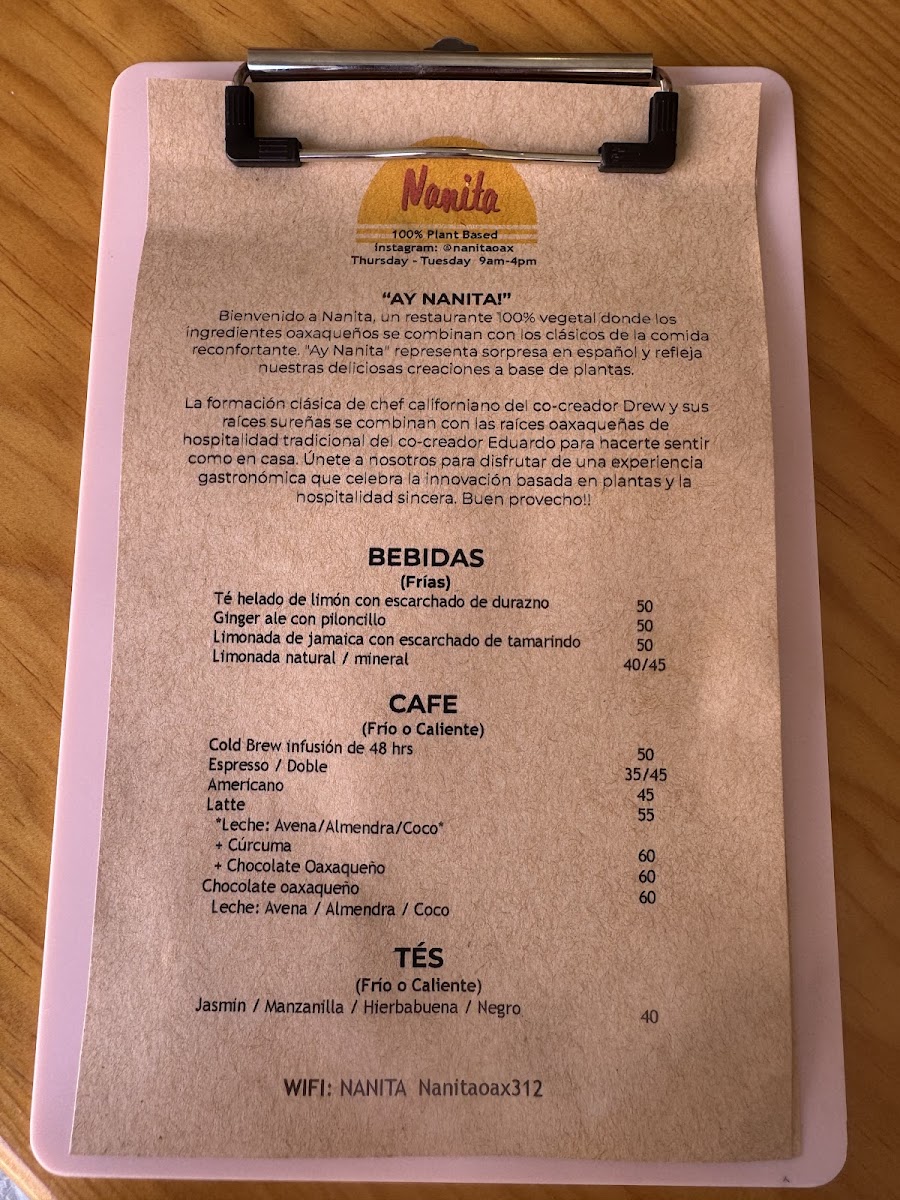 Nanita
100% Plant Based
instagram: @nanitaoax
Thursday - Tuesday 9am-4pm
“AY NANITA!”
Bienvenido a Nanita, un restaurante 100% vegetal donde los
ingredientes oaxaqueños se combinan con los clásicos de la comida
reconfortante. "Ay Nanita" representa sorpresa en español y refleja
nuestras deliciosas creaciones a base de plantas.
La formación clásica de chef californiano del co-creador Drew y sus
raíces sureñas se combinan con las raíces oaxaqueñas de
hospitalidad tradicional del co-creador Eduardo para hacerte sentir
como en casa. Únete a nosotros para disfrutar de una experiencia
gastronómica que celebra la innovación basada en plantas y la
hospitalidad sincera. Buen provecho!!
BEBIDAS
(Frías)
Té helado de limón con escarchado de durazno 50
Ginger ale con piloncillo 50
Limonada de jamaica con escarchado de tamarindo 50
Limonada natural / mineral 40/45
CAFE
(Frío o Caliente)
Cold Brew infusión de 48 hrs 50
Espresso / Doble 35/45
Americano 45
Latte 55
*Leche: Avena/Almendra/Coco*
+ Cúrcuma 60
+ Chocolate Oaxaqueño 60
Chocolate oaxaqueño 60
Leche: Avena / Almendra / Coco
TÉS
(Frío o Caliente)
Jasmin / Manzanilla / Hierbabuena / Negro 40
WIFI: NANITA Nanitaoax312